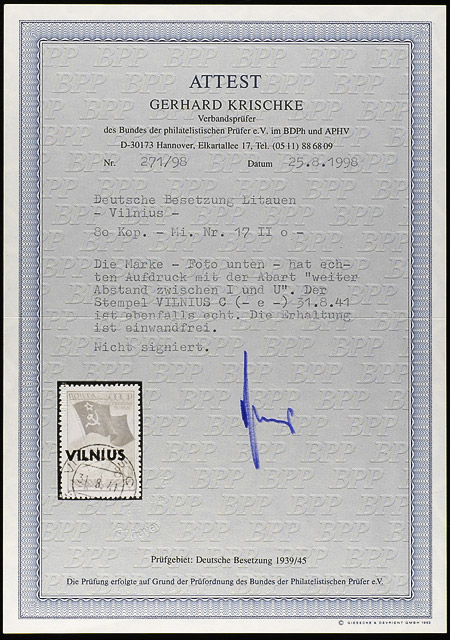 ATTEST
GERHARD KRISCHKE
Verbandsprüfer
des Bundes der philatelistischen Prüfer e.V. im BDPh und APHV
D-30173 Hannover, Elkartallee 17, Tel. (05 11) 88 68 09
Nr. 271/98 Datum 25.8.1998
Deutsche Besetzung Litauen
- Vilnius -
80 Kop. - Mi. Nr. 17 II o -
Die Marke - Foto unten - hat ech-
ten Aufdruck mit der Abart "weiter
Abstand zwischen I und U". Der
Stempel VILNIUS C (- e -) 31.8.41
ist ebenfalls echt. Die Erhaltung
ist einwandfrei.
Nicht signiert.
VILNIUS
Prüfgebiet: Deutsche Besetzung 1939/45
Die Prüfung erfolgte auf Grund der Prüfordnung des Bundes der Philatelistischen Prüfer e.V.
© GIESECKE & DEVRIENT GMBH 1992